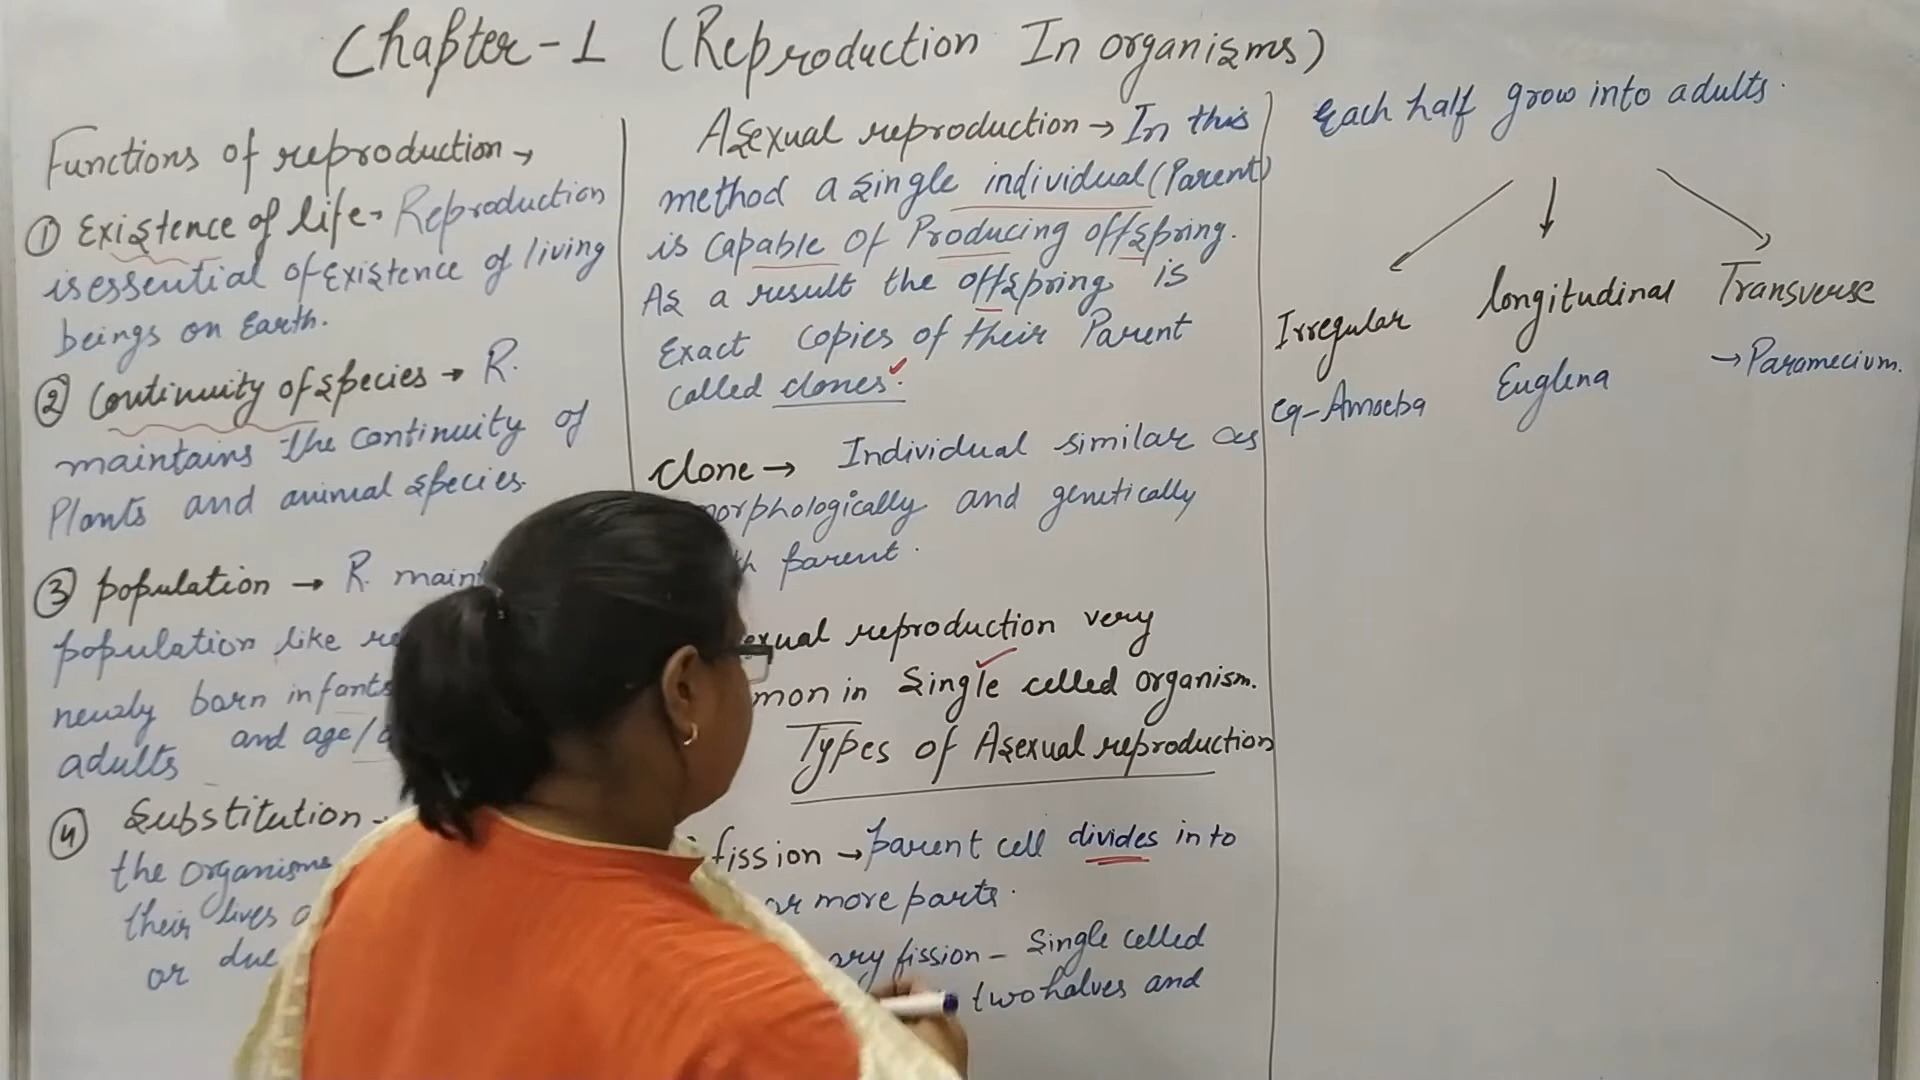 Chapter-1 (Reproduction In organisms)
Functions of reproduction →
① Existence of life- Reproduction
is essential of existence of living
beings on Earth.
② Continuity of species → R.
maintains the continuity of
Plants and animal species.
③ population → R.
population like
newly born infants
adults and age/
④ Substitution -
the organisms
their lives
or due
Asexual reproduction → In this
method a single individual (Parent)
is capable of Producing offspring.
As a result the offspring is
Exact copies of their Parent
called clones.
Clone → Individual similar as
morphologically and genetically
parent.
reproduction very
in Single celled organism.
Types of Asexual reproduction
fission → parent cell divides in to
or more parts.
fission - Single celled
two halves and
Each half grow into adults.
Irregular
eg- Amoeba
longitudinal
Euglena
Transverse
→ Paramecium.